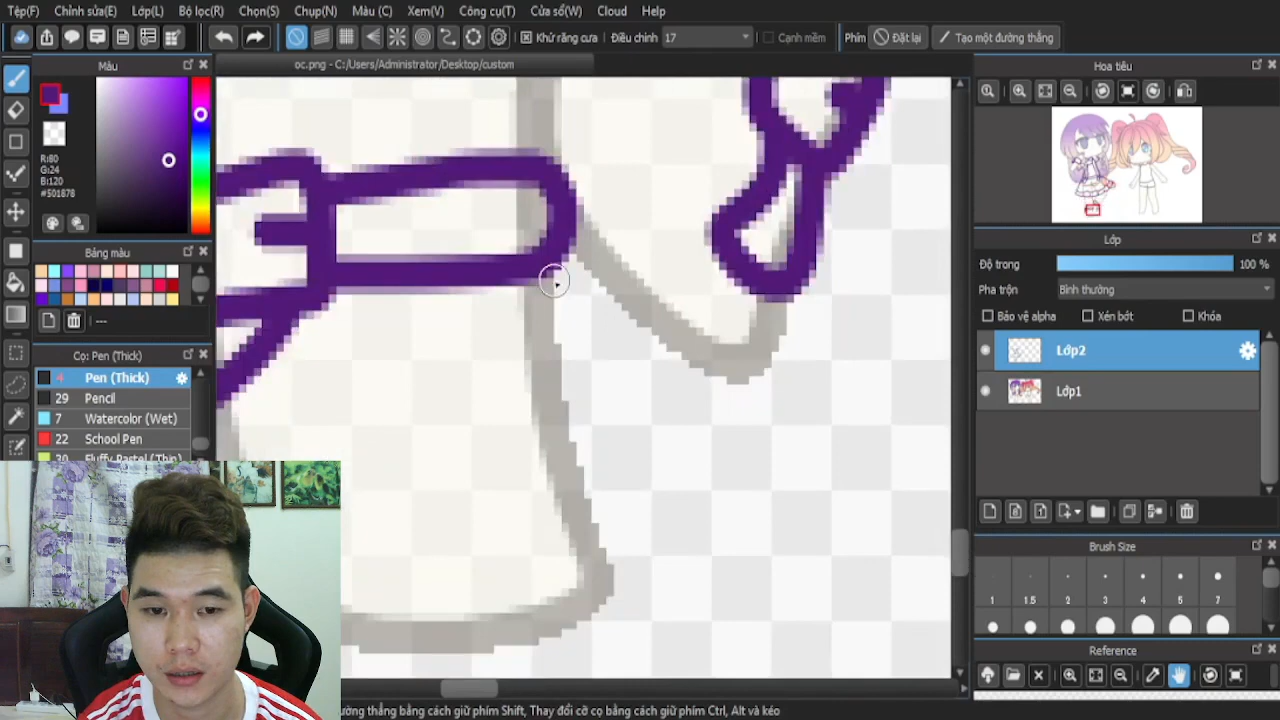 Tệp(F) Chỉnh sửa(E) Lớp(L) Bộ lọc(R) Chọn(S) Chụp(N) Màu (C) Xem(V) Công cụ(T) Cửa sổ(W) Cloud Help
Khử răng cưa Điều chỉnh 17 Cạnh mềm Phím Đặt lại Tạo một đường thẳng
Màu
oc.png - C:/Users/Administrator/Desktop/custom
Hoa tiêu
R:80
G:24
B:120
#501878
Bảng màu
---
Cọ: Pen (Thick)
4 Pen (Thick)
29 Pencil
7 Watercolor (Wet)
22 School Pen
Lớp
Độ trong 100 %
Pha trộn Bình thường
Bảo vệ alpha Xén bớt Khóa
Lớp2
Lớp1
Brush Size
1 1.5 2 3 4 5 7
Reference
ường thẳng bằng cách giữ phím Shift, Thay đổi cỡ cọ bằng cách giữ phím Ctrl, Alt và kéo